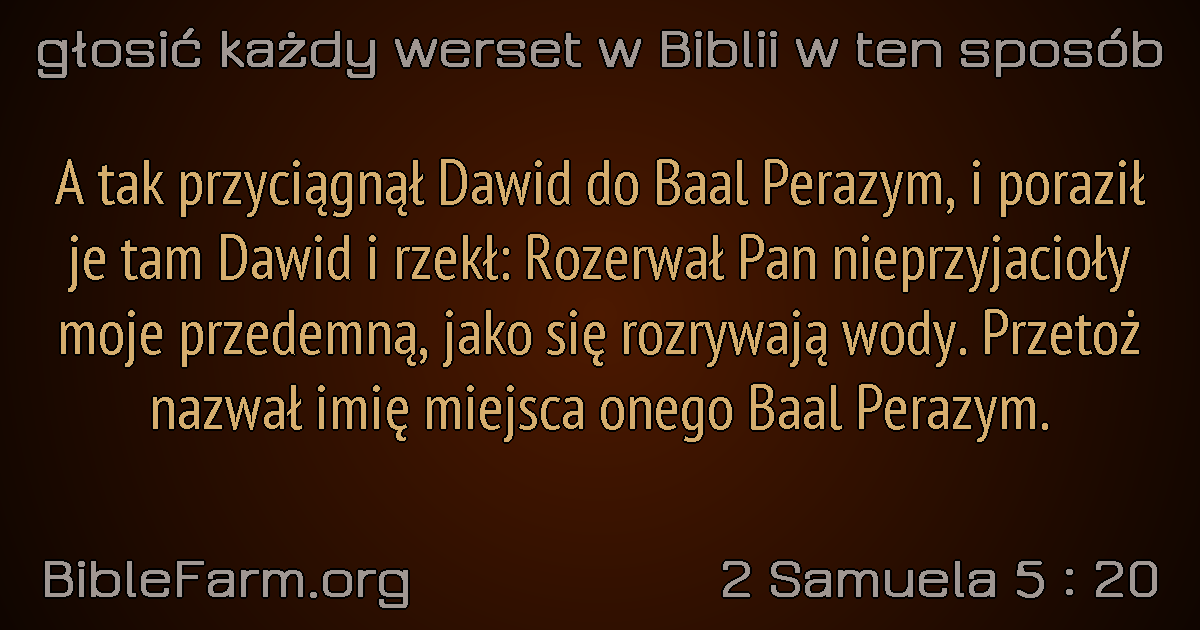 głosić każdy werset w Biblii w ten sposób
A tak przyciągnął Dawid do Baal Perazym, i poraził
je tam Dawid i rzekł: Rozerwał Pan nieprzyjacioły
moje przedemną, jako się rozrywają wody. Przetoż
nazwał imię miejsca onego Baal Perazym.
BibleFarm.org
2 Samuela 5 : 20